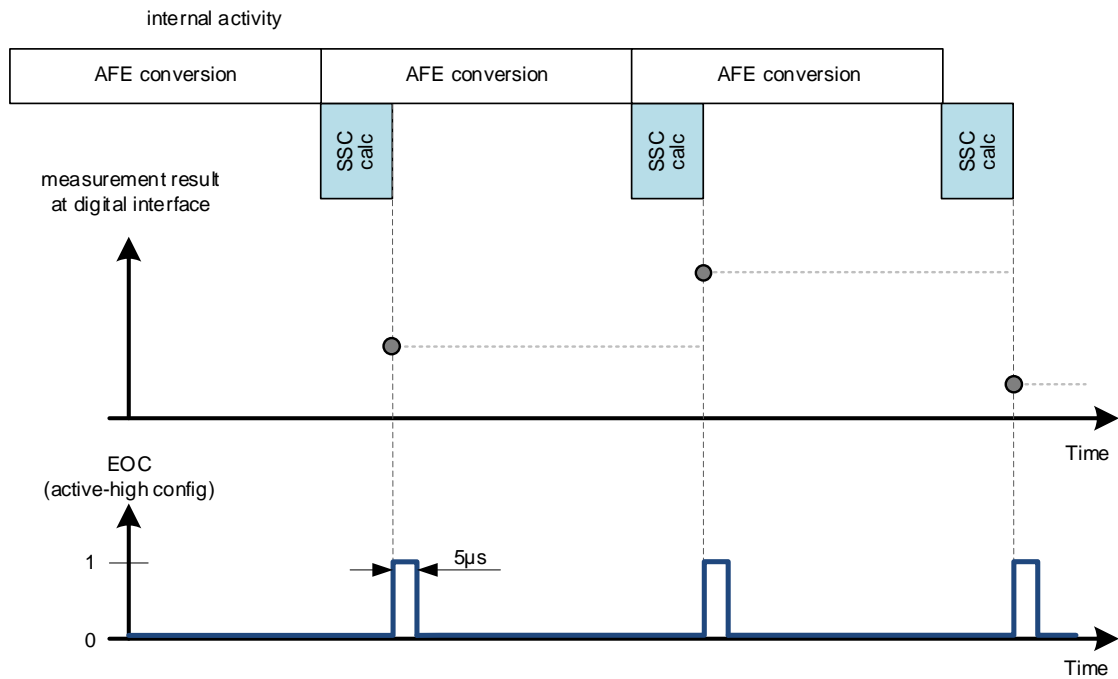 internal activity
AFE conversion
AFE conversion
AFE conversion
SSC
calc
SSC
calc
SSC
calc
measurement result
at digital interface
Time
EOC
(active-high config)
1
5µs
0
Time